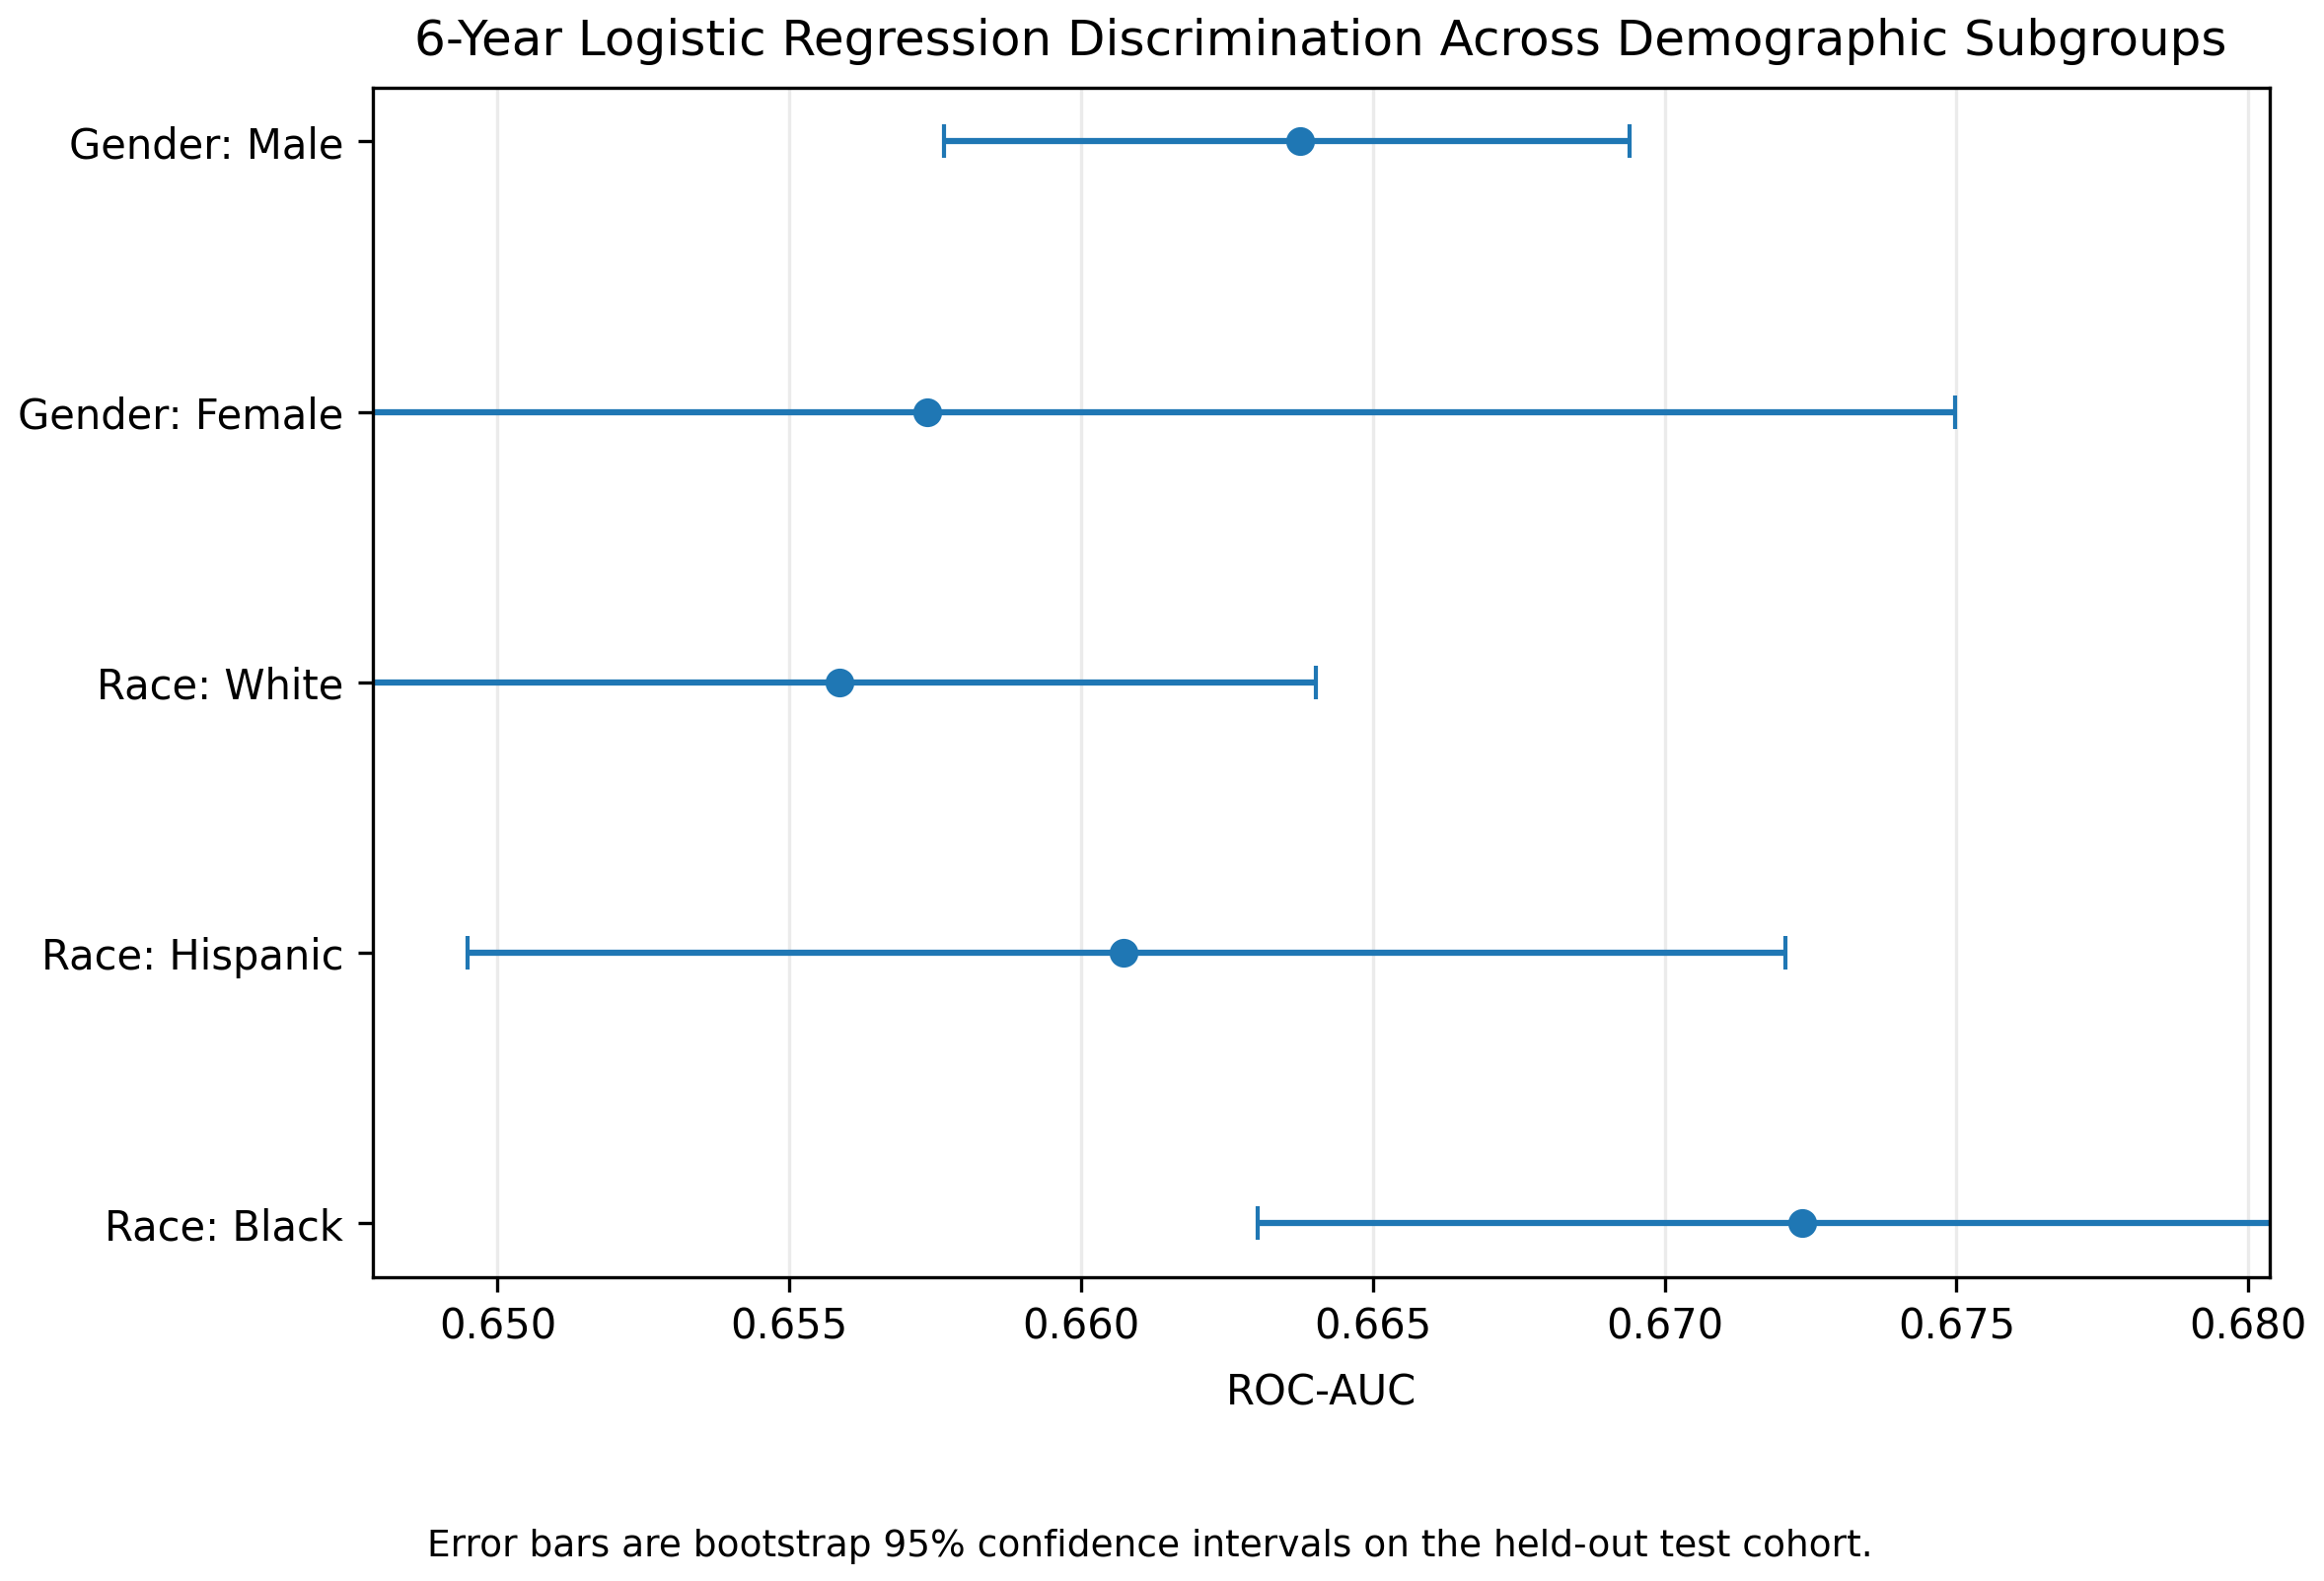 6-Year Logistic Regression Discrimination Across Demographic Subgroups
Gender: Male
Gender: Female
Race: White
Race: Hispanic
Race: Black
0.650 0.655 0.660 0.665 0.670 0.675 0.680
ROC-AUC
Error bars are bootstrap 95% confidence intervals on the held-out test cohort.